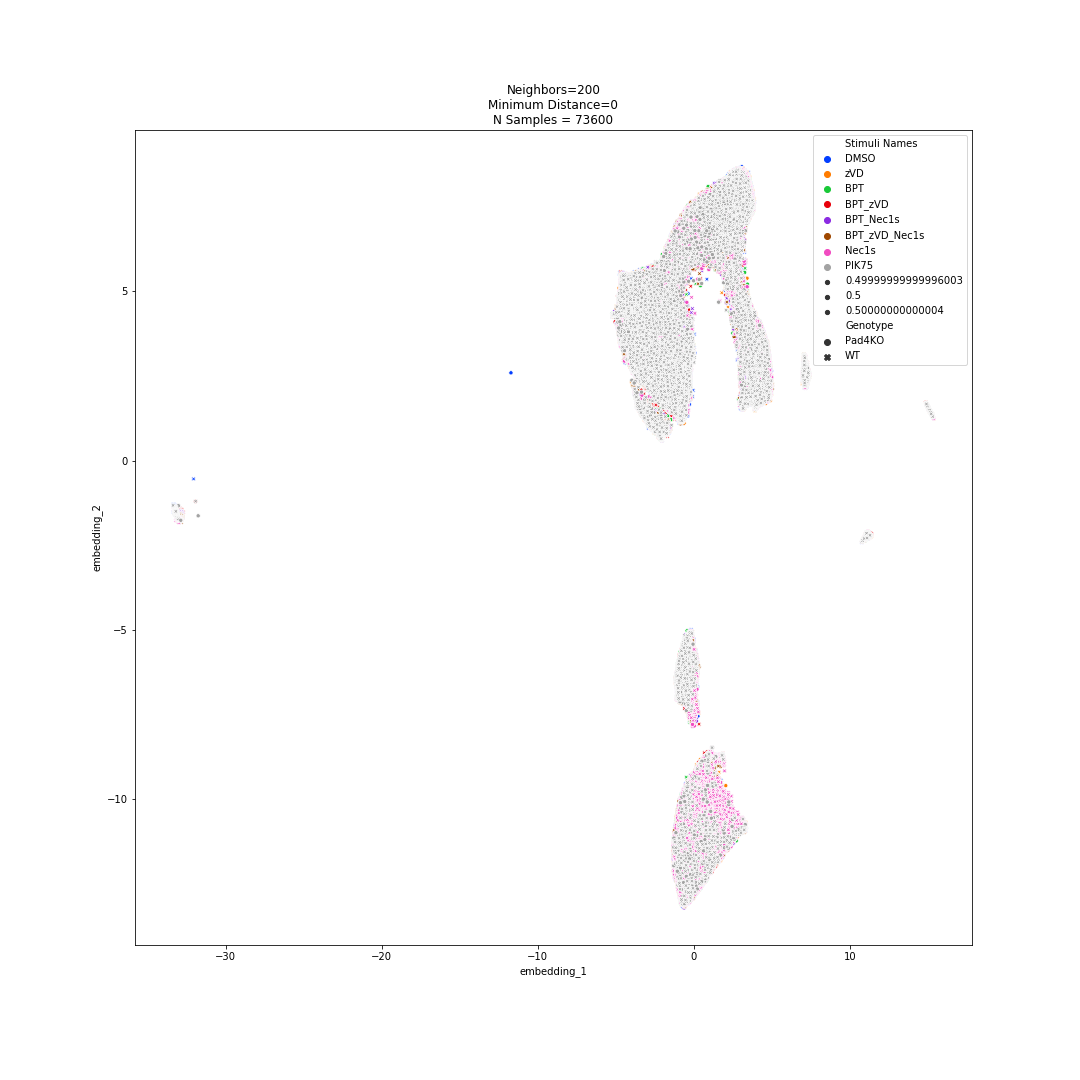 Neighbors=200
Minimum Distance=0
N Samples = 73600
Stimuli Names
DMSO
zVD
BPT
BPT_zVD
BPT_Nec1s
BPT_zVD_Nec1s
Nec1s
PIK75
0.49999999999996003
0.5
0.50000000000004
Genotype
Pad4KO
WT
5
0
−5
−10
embedding_2
−30
−20
−10
0
10
embedding_1